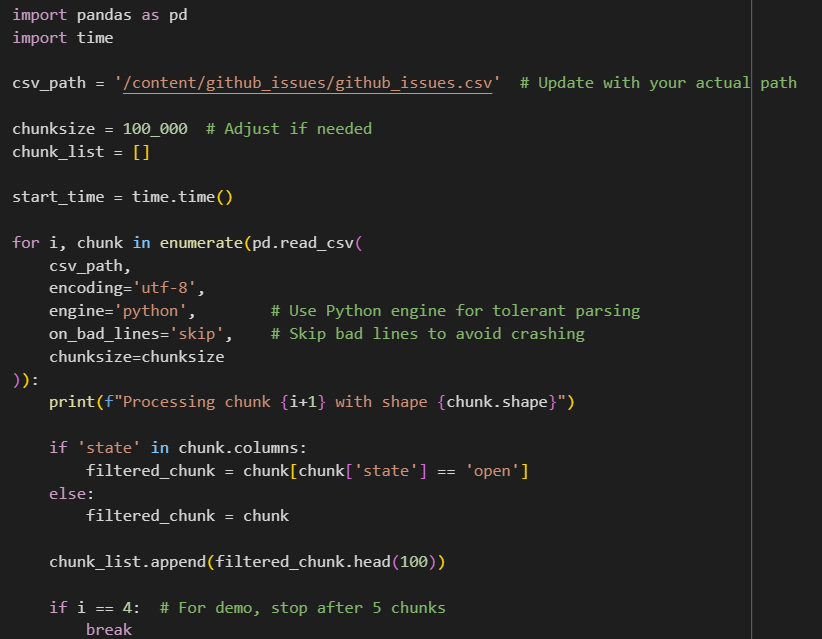 import pandas as pd
import time
csv_path = '/content/github_issues/github_issues.csv'  # Update with your actual path
chunksize = 100_000  # Adjust if needed
chunk_list = []
start_time = time.time()
for i, chunk in enumerate(pd.read_csv(
    csv_path,
    encoding='utf-8',
    engine='python',        # Use Python engine for tolerant parsing
    on_bad_lines='skip',    # Skip bad lines to avoid crashing
    chunksize=chunksize
)):
    print(f"Processing chunk {i+1} with shape {chunk.shape}")
    if 'state' in chunk.columns:
        filtered_chunk = chunk[chunk['state'] == 'open']
    else:
        filtered_chunk = chunk
    chunk_list.append(filtered_chunk.head(100))
    if i == 4:  # For demo, stop after 5 chunks
        break